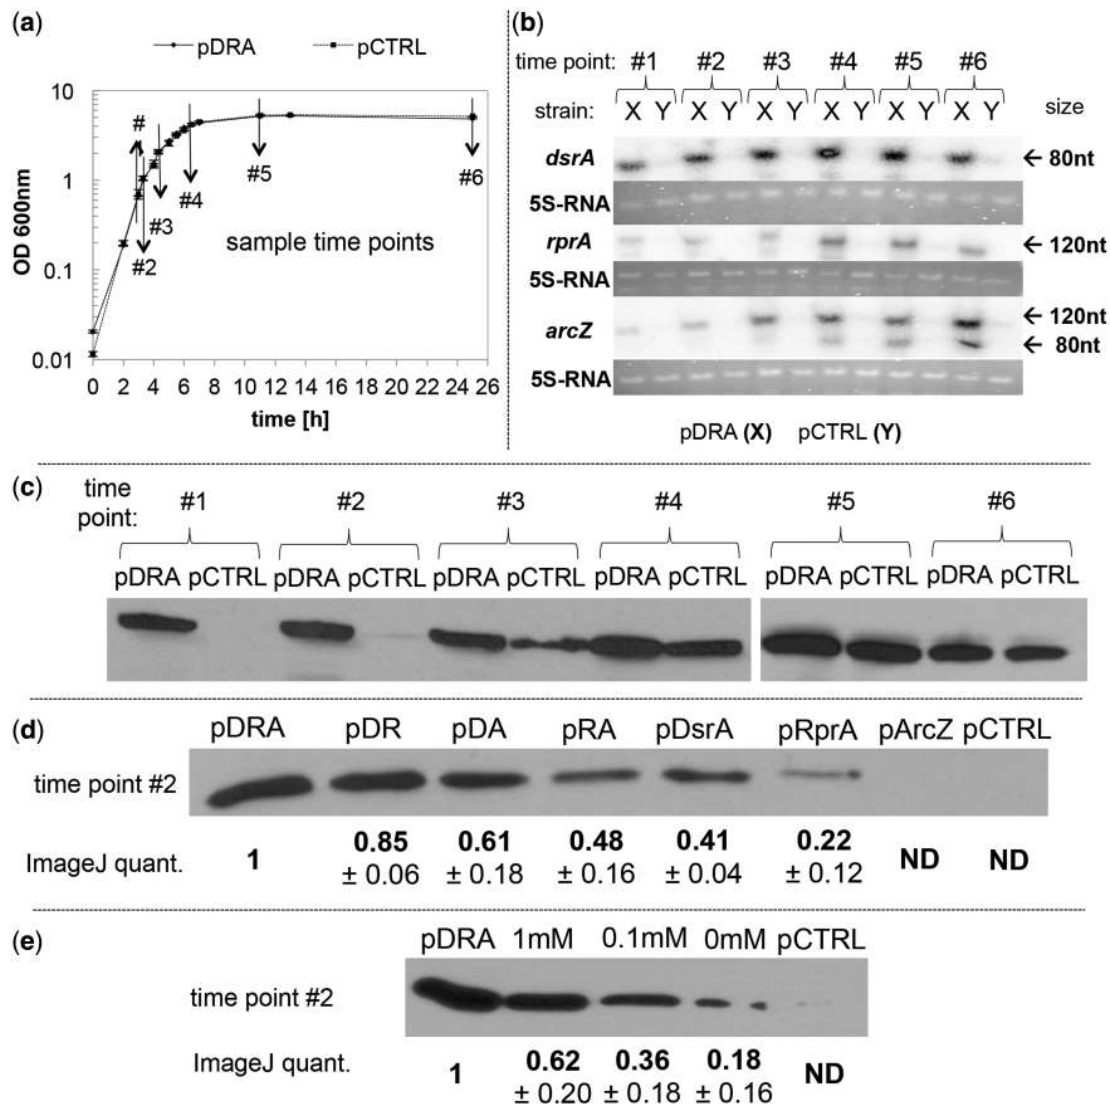 (a)
pDRA pCTRL
OD 600nm
10
1
0.1
0.01
#
#2
#3
#4
#5
#6
sample time points
0 2 4 6 8 10 12 14 16 18 20 22 24 26
time [h]
(b)
time point: #1 #2 #3 #4 #5 #6
strain: X Y X Y X Y X Y X Y X Y size
dsrA ← 80nt
5S-RNA
rprA ← 120nt
5S-RNA
arcZ ← 120nt
← 80nt
5S-RNA
pDRA (X) pCTRL (Y)
(c)
time
point: #1 #2 #3 #4 #5 #6
pDRA pCTRL pDRA pCTRL pDRA pCTRL pDRA pCTRL pDRA pCTRL pDRA pCTRL
(d)
pDRA pDR pDA pRA pDsrA pRprA pArcZ pCTRL
time point #2
ImageJ quant. 1 0.85 0.61 0.48 0.41 0.22 ND ND
± 0.06 ± 0.18 ± 0.16 ± 0.04 ± 0.12
(e)
pDRA 1mM 0.1mM 0mM pCTRL
time point #2
ImageJ quant. 1 0.62 0.36 0.18 ND
± 0.20 ± 0.18 ± 0.16